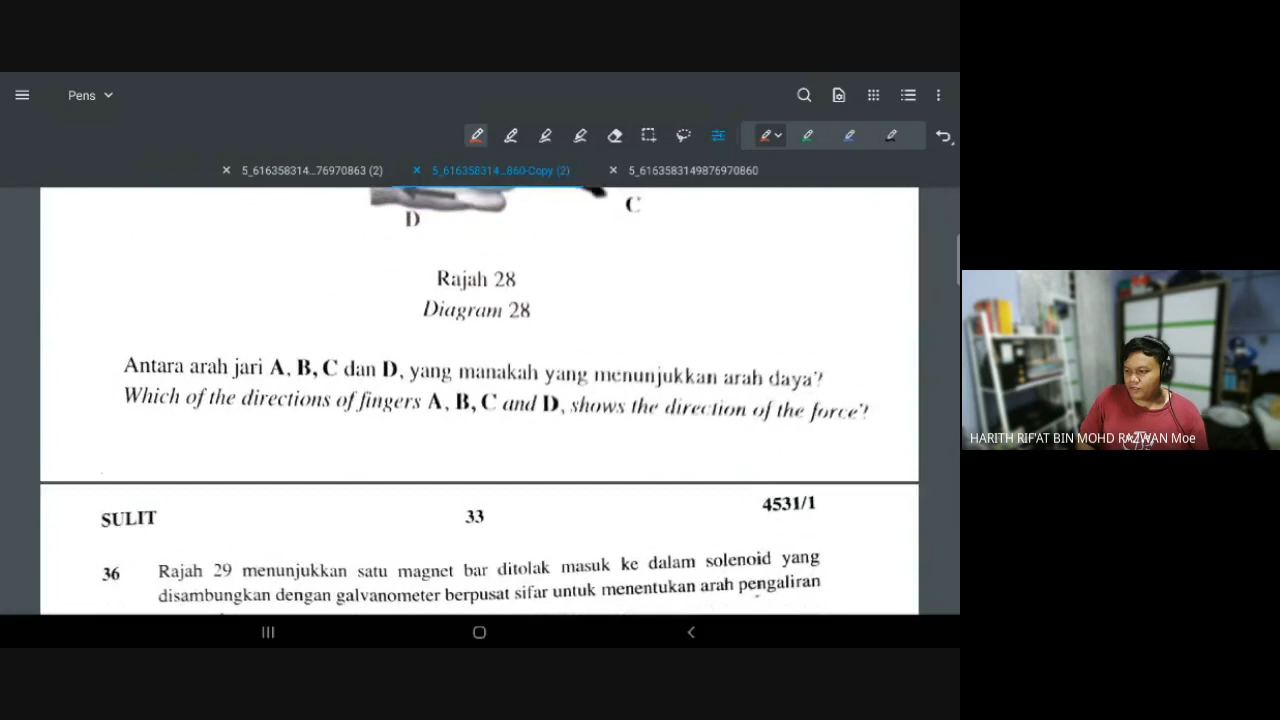 Pens
5_616358314...76970863 (2)
5_616358314...860-Copy (2)
5_6163583149876970860
D
C
Rajah 28
Diagram 28
Antara arah jari A, B, C dan D, yang manakah yang menunjukkan arah daya?
Which of the directions of fingers A, B, C and D, shows the direction of the force?
SULIT
33
4531/1
36
Rajah 29 menunjukkan satu magnet bar ditolak masuk ke dalam solenoid yang
disambungkan dengan galvanometer berpusat sifar untuk menentukan arah pengaliran
HARITH RIF'AT BIN MOHD RAZWAN Moe